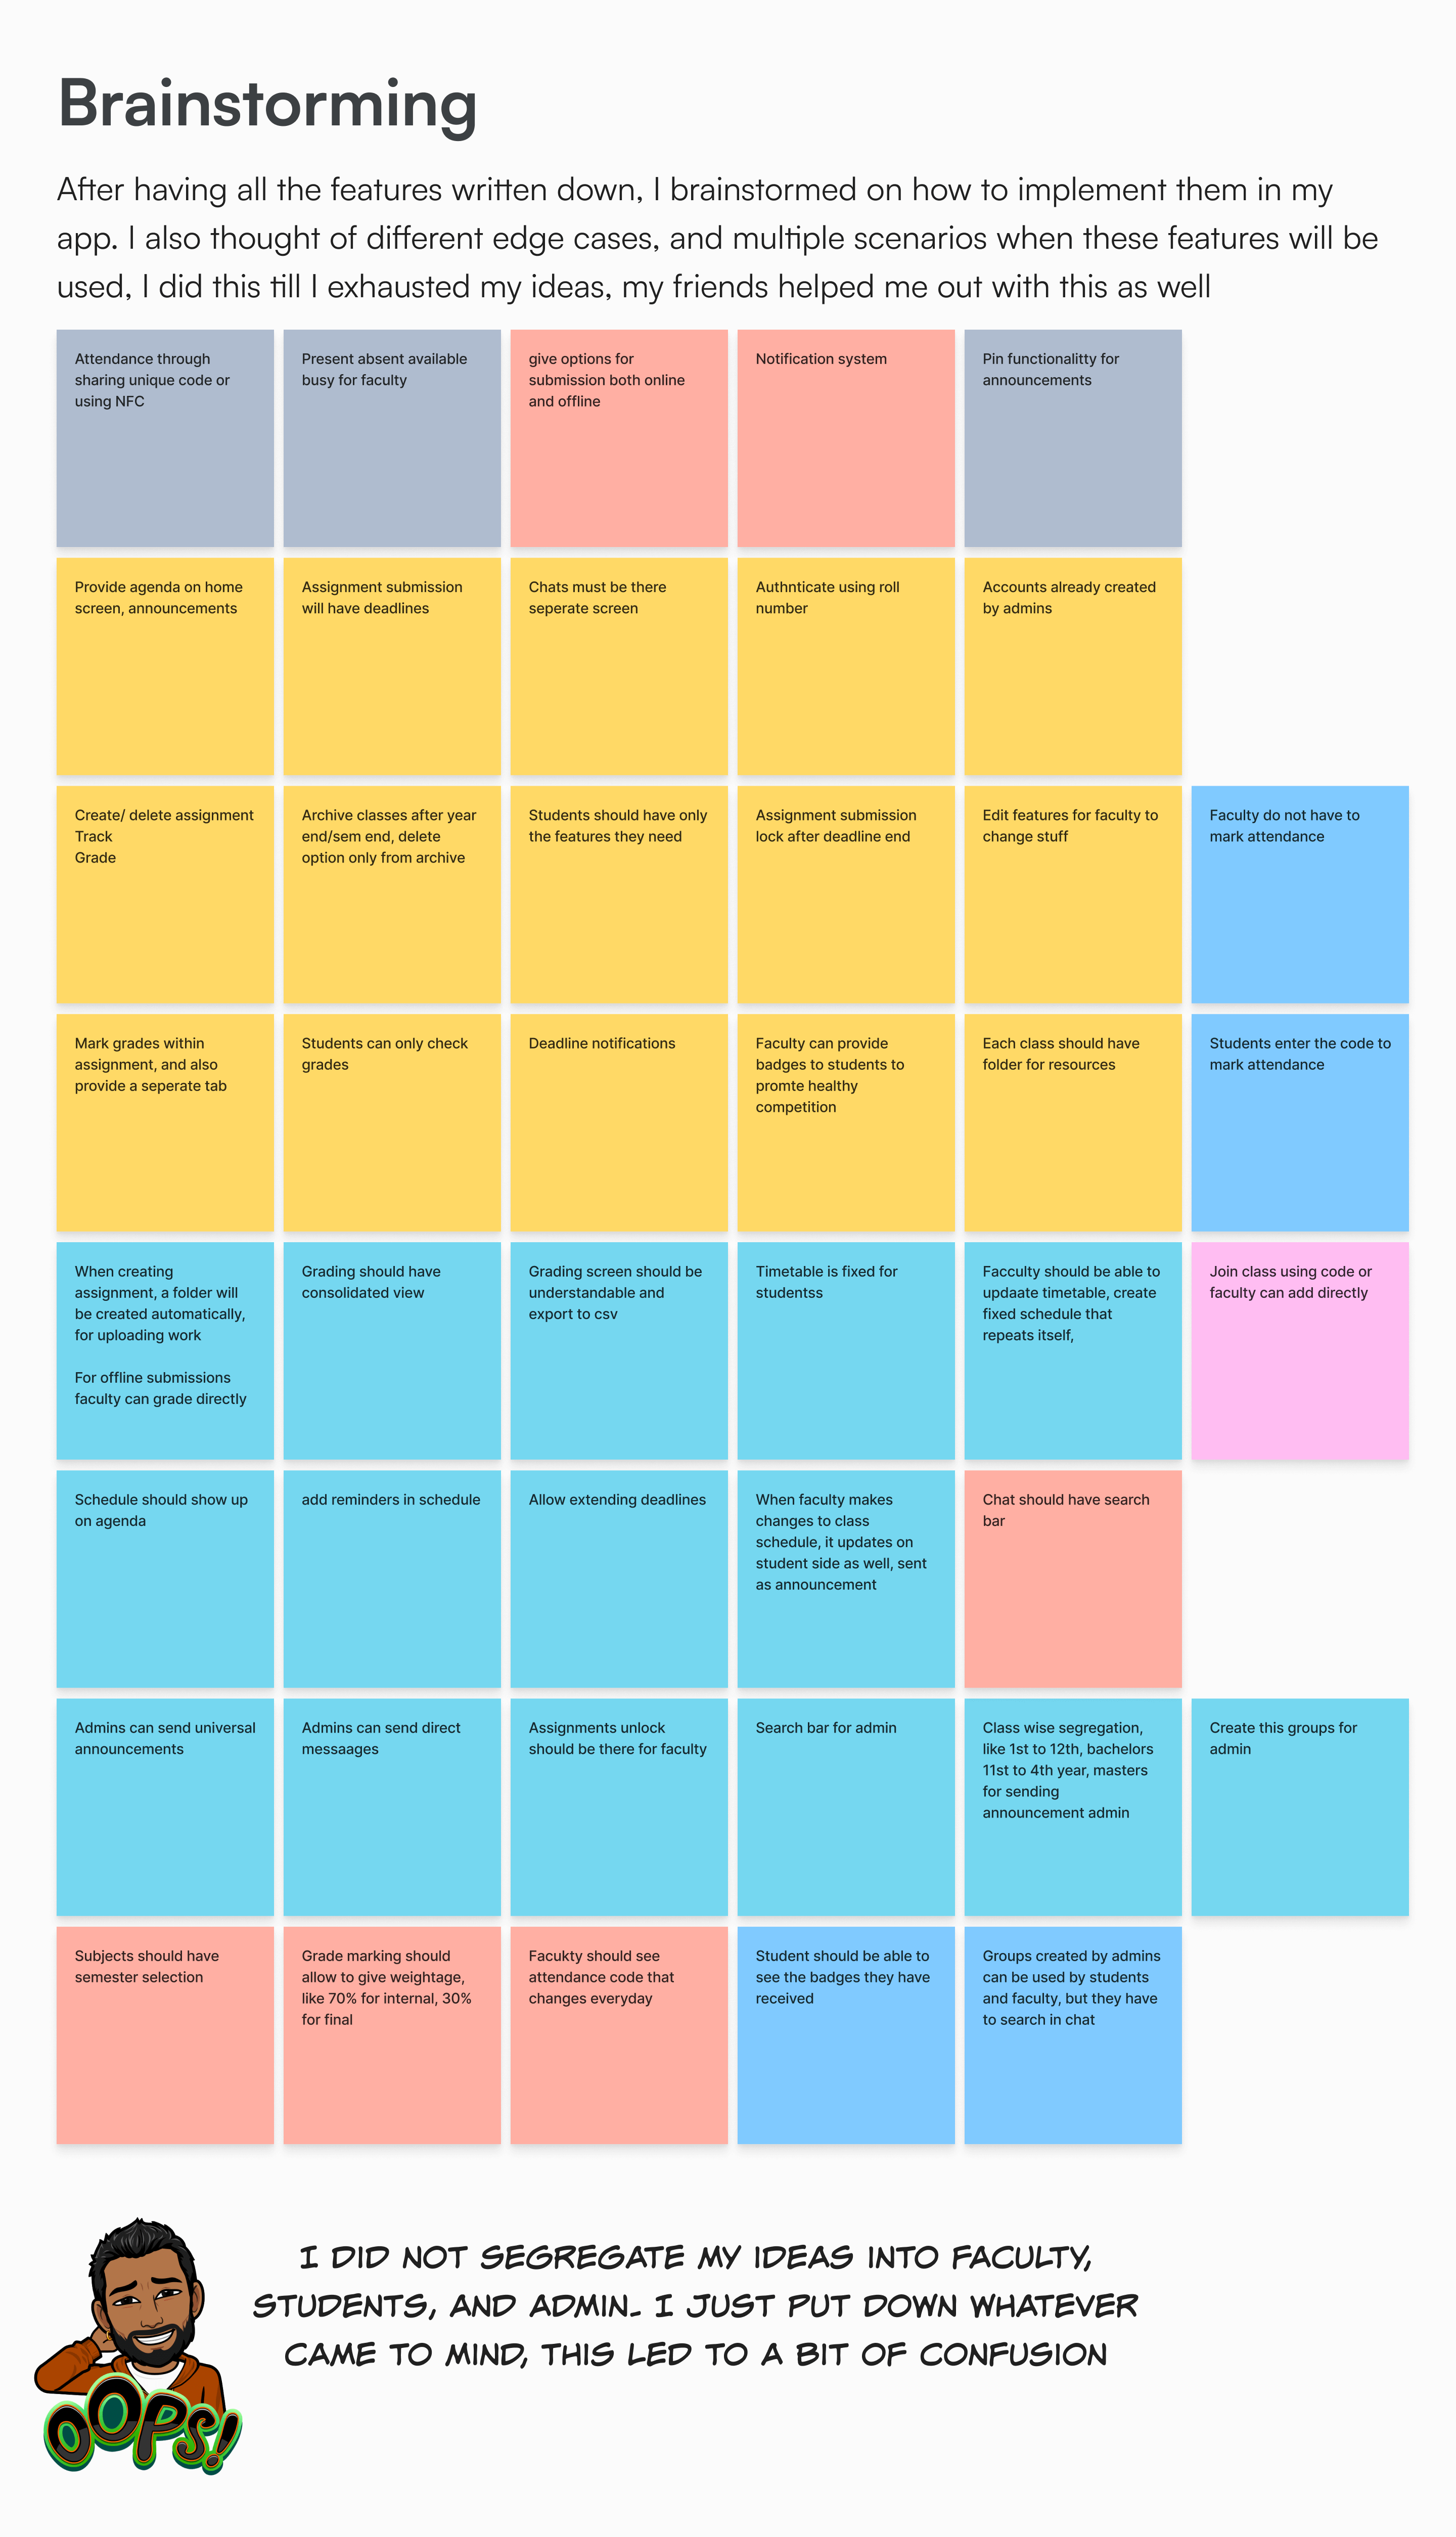 Brainstorming
After having all the features written down, I brainstormed on how to implement them in my
app. I also thought of different edge cases, and multiple scenarios when these features will be
used, I did this till I exhausted my ideas, my friends helped me out with this as well
Attendance through
sharing unique code or
using NFC
Present absent available
busy for faculty
give options for
submission both online
and offline
Notification system
Pin functionalitty for
announcements
Provide agenda on home
screen, announcements
Assignment submission
will have deadlines
Chats must be there
seperate screen
Authnticate using roll
number
Accounts already created
by admins
Create/ delete assignment
Track
Grade
Archive classes after year
end/sem end, delete
option only from archive
Students should have only
the features they need
Assignment submission
lock after deadline end
Edit features for faculty to
change stuff
Faculty do not have to
mark attendance
Mark grades within
assignment, and also
provide a seperate tab
Students can only check
grades
Deadline notifications
Faculty can provide
badges to students to
promte healthy
competition
Each class should have
folder for resources
Students enter the code to
mark attendance
When creating
assignment, a folder will
be created automatically,
for uploading work
For offline submissions
faculty can grade directly
Grading should have
consolidated view
Grading screen should be
understandable and
export to csv
Timetable is fixed for
studentss
Facculty should be able to
updaate timetable, create
fixed schedule that
repeats itself,
Join class using code or
faculty can add directly
Schedule should show up
on agenda
add reminders in schedule
Allow extending deadlines
When faculty makes
changes to class
schedule, it updates on
student side as well, sent
as announcement
Chat should have search
bar
Admins can send universal
announcements
Admins can send direct
messaages
Assignments unlock
should be there for faculty
Search bar for admin
Class wise segregation,
like 1st to 12th, bachelors
11st to 4th year, masters
for sending
announcement admin
Create this groups for
admin
Subjects should have
semester selection
Grade marking should
allow to give weightage,
like 70% for internal, 30%
for final
Facukty should see
attendance code that
changes everyday
Student should be able to
see the badges they have
received
Groups created by admins
can be used by students
and faculty, but they have
to search in chat
I DID NOT SEGREGATE MY IDEAS INTO FACULTY,
STUDENTS, AND ADMIN. I JUST PUT DOWN WHATEVER
CAME TO MIND, THIS LED TO A BIT OF CONFUSION
OOPS!